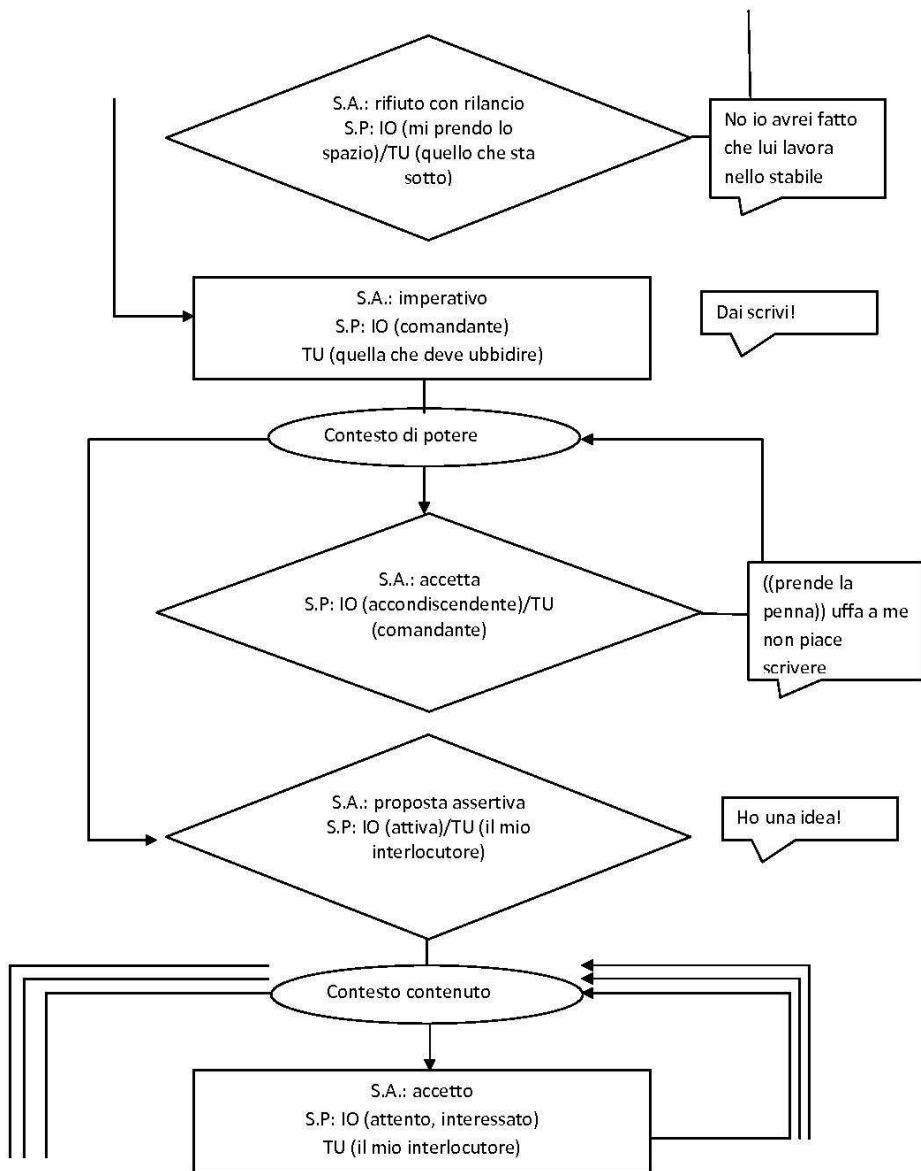 S.A.: rifiuto con rilancio
S.P: IO (mi prendo lo
spazio)/TU (quello che sta
sotto)
No io avrei fatto
che lui lavora
nello stabile
S.A.: imperativo
S.P: IO (comandante)
TU (quella che deve ubbidire)
Dai scrivi!
Contesto di potere
S.A.: accetta
S.P: IO (accondiscendente)/TU
(comandante)
((prende la
penna)) uffa a me
non piace
scrivere
S.A.: proposta assertiva
S.P: IO (attiva)/TU (il mio
interlocutore)
Ho una idea!
Contesto contenuto
S.A.: accetto
S.P: IO (attento, interessato)
TU (il mio interlocutore)